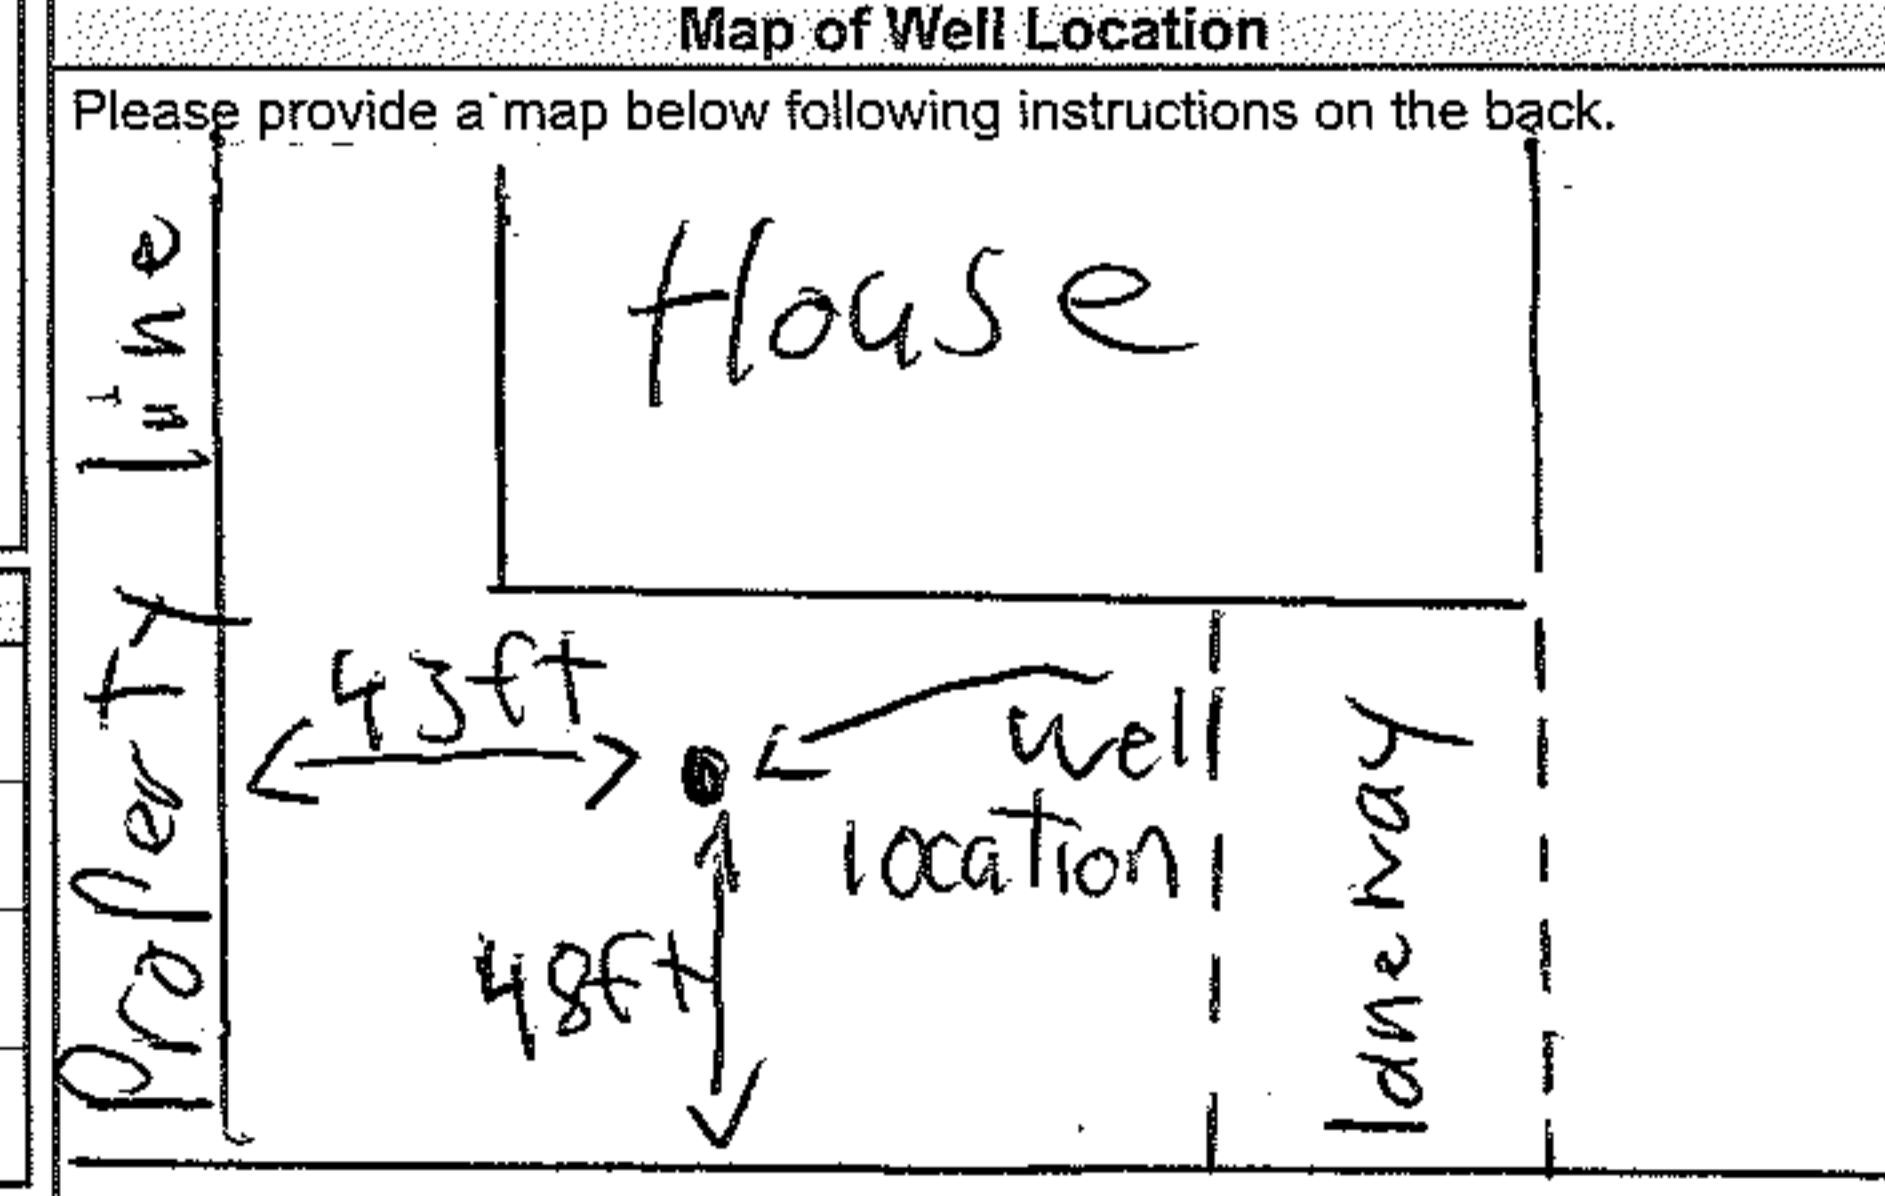 Map of Well Location
Please provide a map below following instructions on the back.
House
Property line
43ft
well
location
48ft
laneway